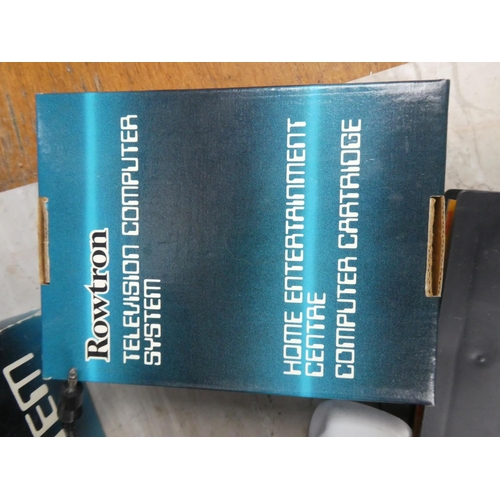 Rowtron
TELEVISION COMPUTER
SYSTEM
HOME ENTERTAINMENT
CENTRE
COMPUTER CARTRIDGE